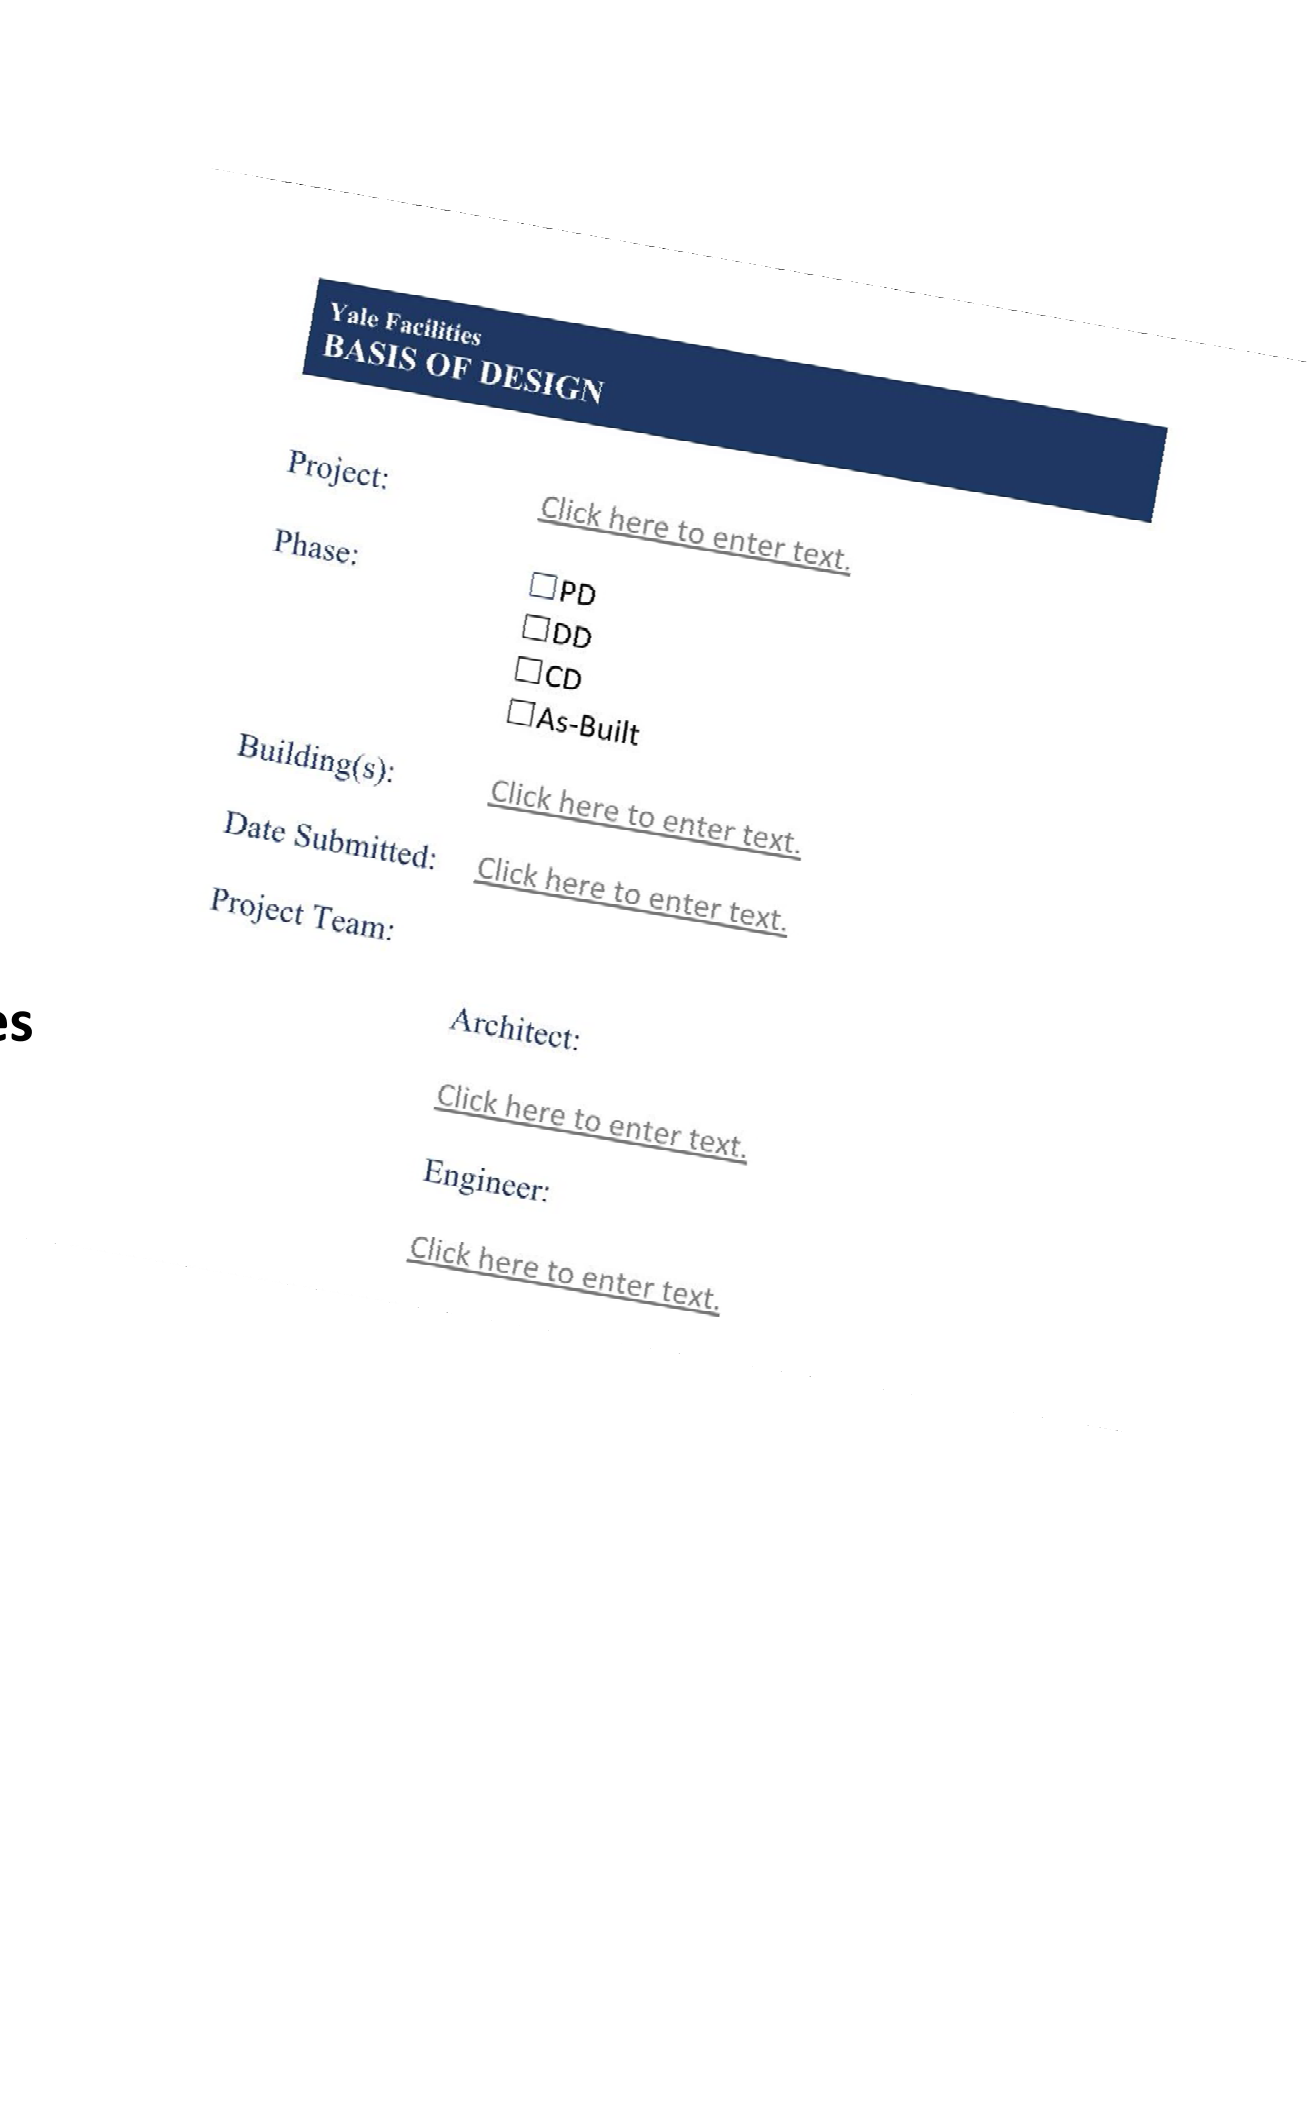 Yale Facilities
BASIS OF DESIGN
Project:
Click here to enter text.
Phase:
☐PD
☐DD
☐CD
☐As-Built
Building(s):
Click here to enter text.
Date Submitted:
Click here to enter text.
Project Team:
es
Architect:
Click here to enter text.
Engineer:
Click here to enter text.